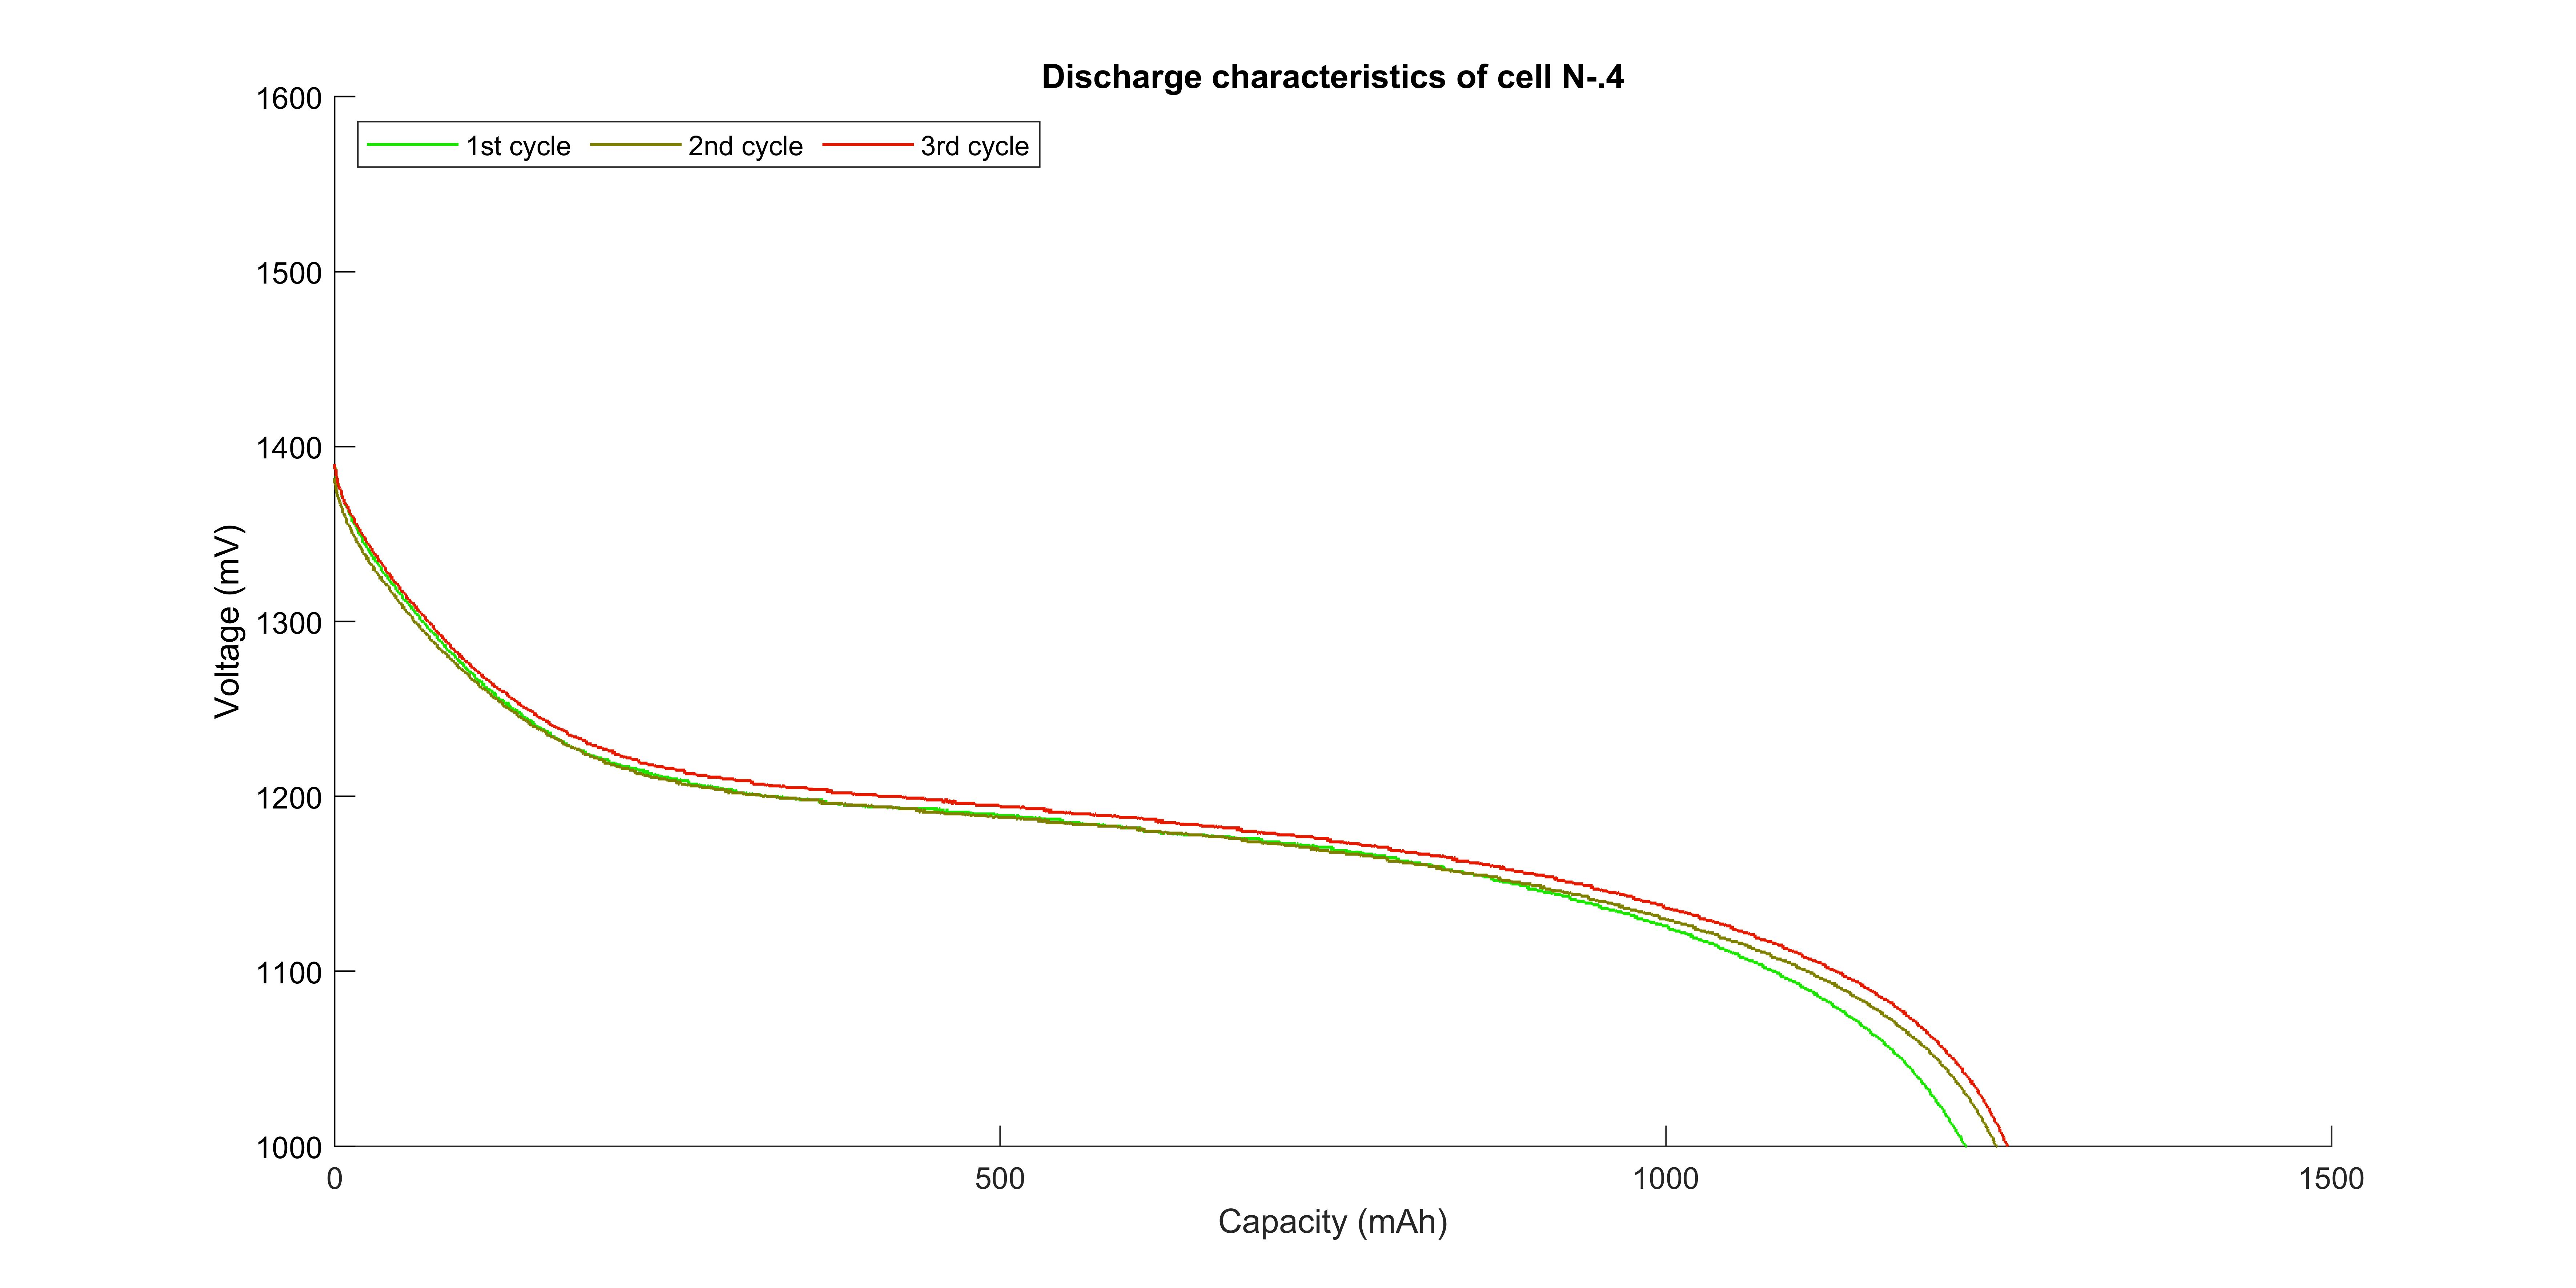 Discharge characteristics of cell N-.4
1600
1st cycle 2nd cycle 3rd cycle
1500
1400
1300
1200
1100
1000
Voltage (mV)
0 500 1000 1500
Capacity (mAh)